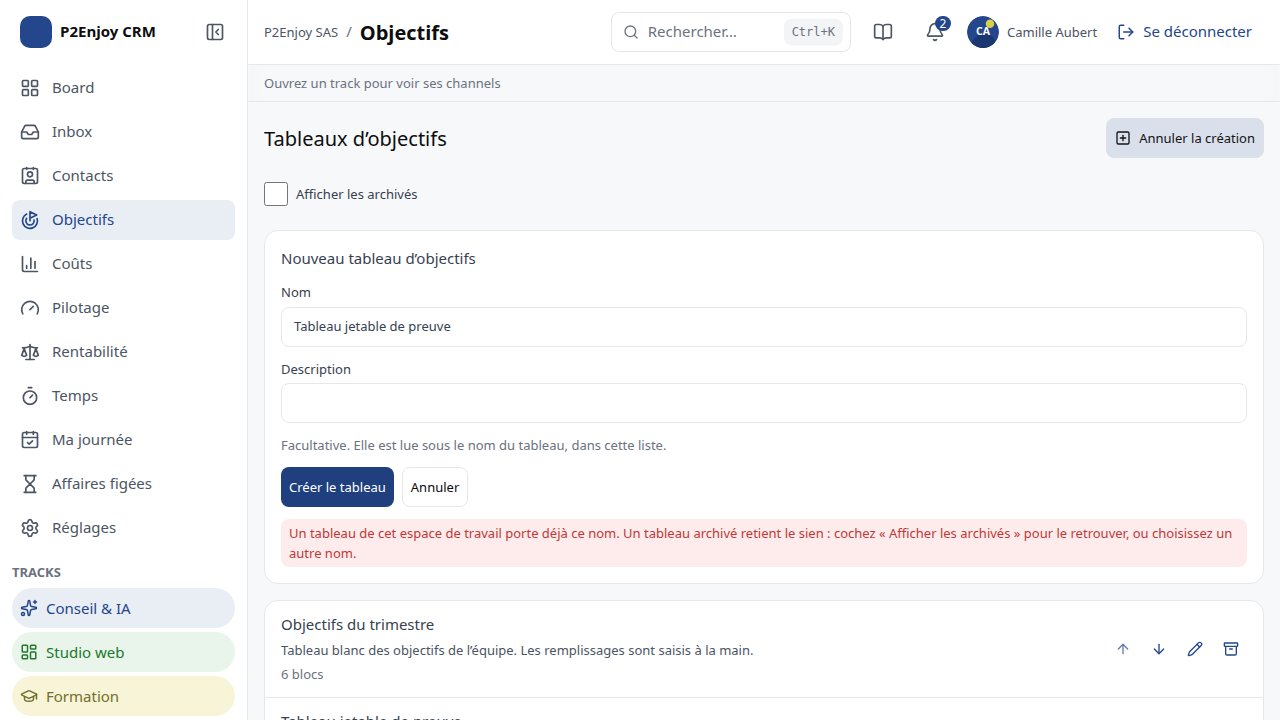 P2Enjoy CRM
Board
Inbox
Contacts
Objectifs
Coûts
Pilotage
Rentabilité
Temps
Ma journée
Affaires figées
Réglages
TRACKS
Conseil & IA
Studio web
Formation
P2Enjoy SAS / Objectifs
Rechercher... Ctrl+K
2
CA Camille Aubert
Se déconnecter
Ouvrez un track pour voir ses channels
Tableaux d’objectifs
Annuler la création
Afficher les archivés
Nouveau tableau d’objectifs
Nom
Tableau jetable de preuve
Description
Facultative. Elle est lue sous le nom du tableau, dans cette liste.
Créer le tableau Annuler
Un tableau de cet espace de travail porte déjà ce nom. Un tableau archivé retient le sien : cochez « Afficher les archivés » pour le retrouver, ou choisissez un
autre nom.
Objectifs du trimestre
Tableau blanc des objectifs de l’équipe. Les remplissages sont saisis à la main.
6 blocs
Tableau jetable de preuve